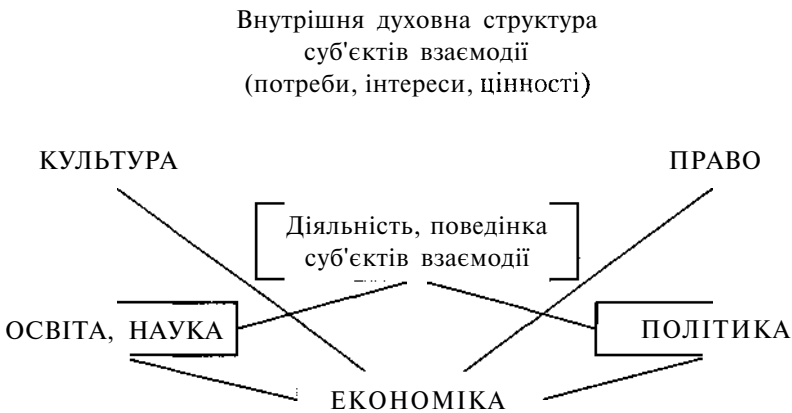 Внутрішня духовна структура
суб'єктів взаємодії
(потреби, інтереси, цінності)
КУЛЬТУРА ПРАВО
Діяльність, поведінка
суб'єктів взаємодії
ОСВІТА, НАУКА ПОЛІТИКА
ЕКОНОМІКА